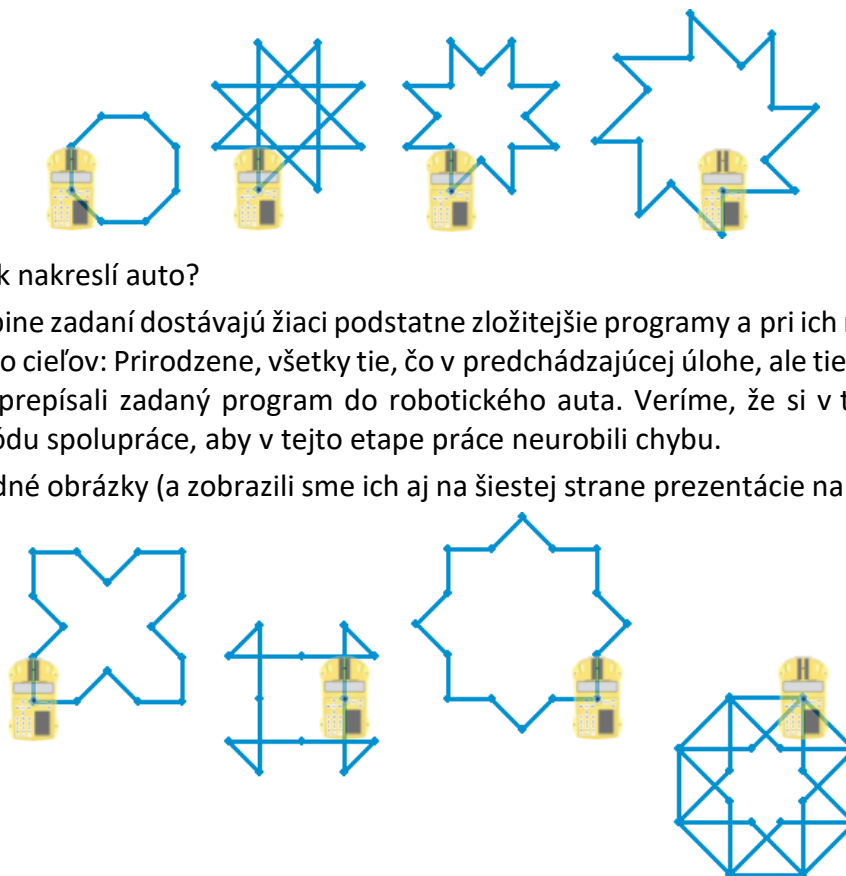 k nakreslí auto?
pine zadaní dostávajú žiaci podstatne zložitejšie programy a pri ich
o cieľov: Prirodzene, všetky tie, čo v predchádzajúcej úlohe, ale tie
prepísali zadaný program do robotického auta. Veríme, že si v t
ódu spolupráce, aby v tejto etape práce neurobili chybu.
dné obrázky (a zobrazili sme ich aj na šiestej strane prezentácie na